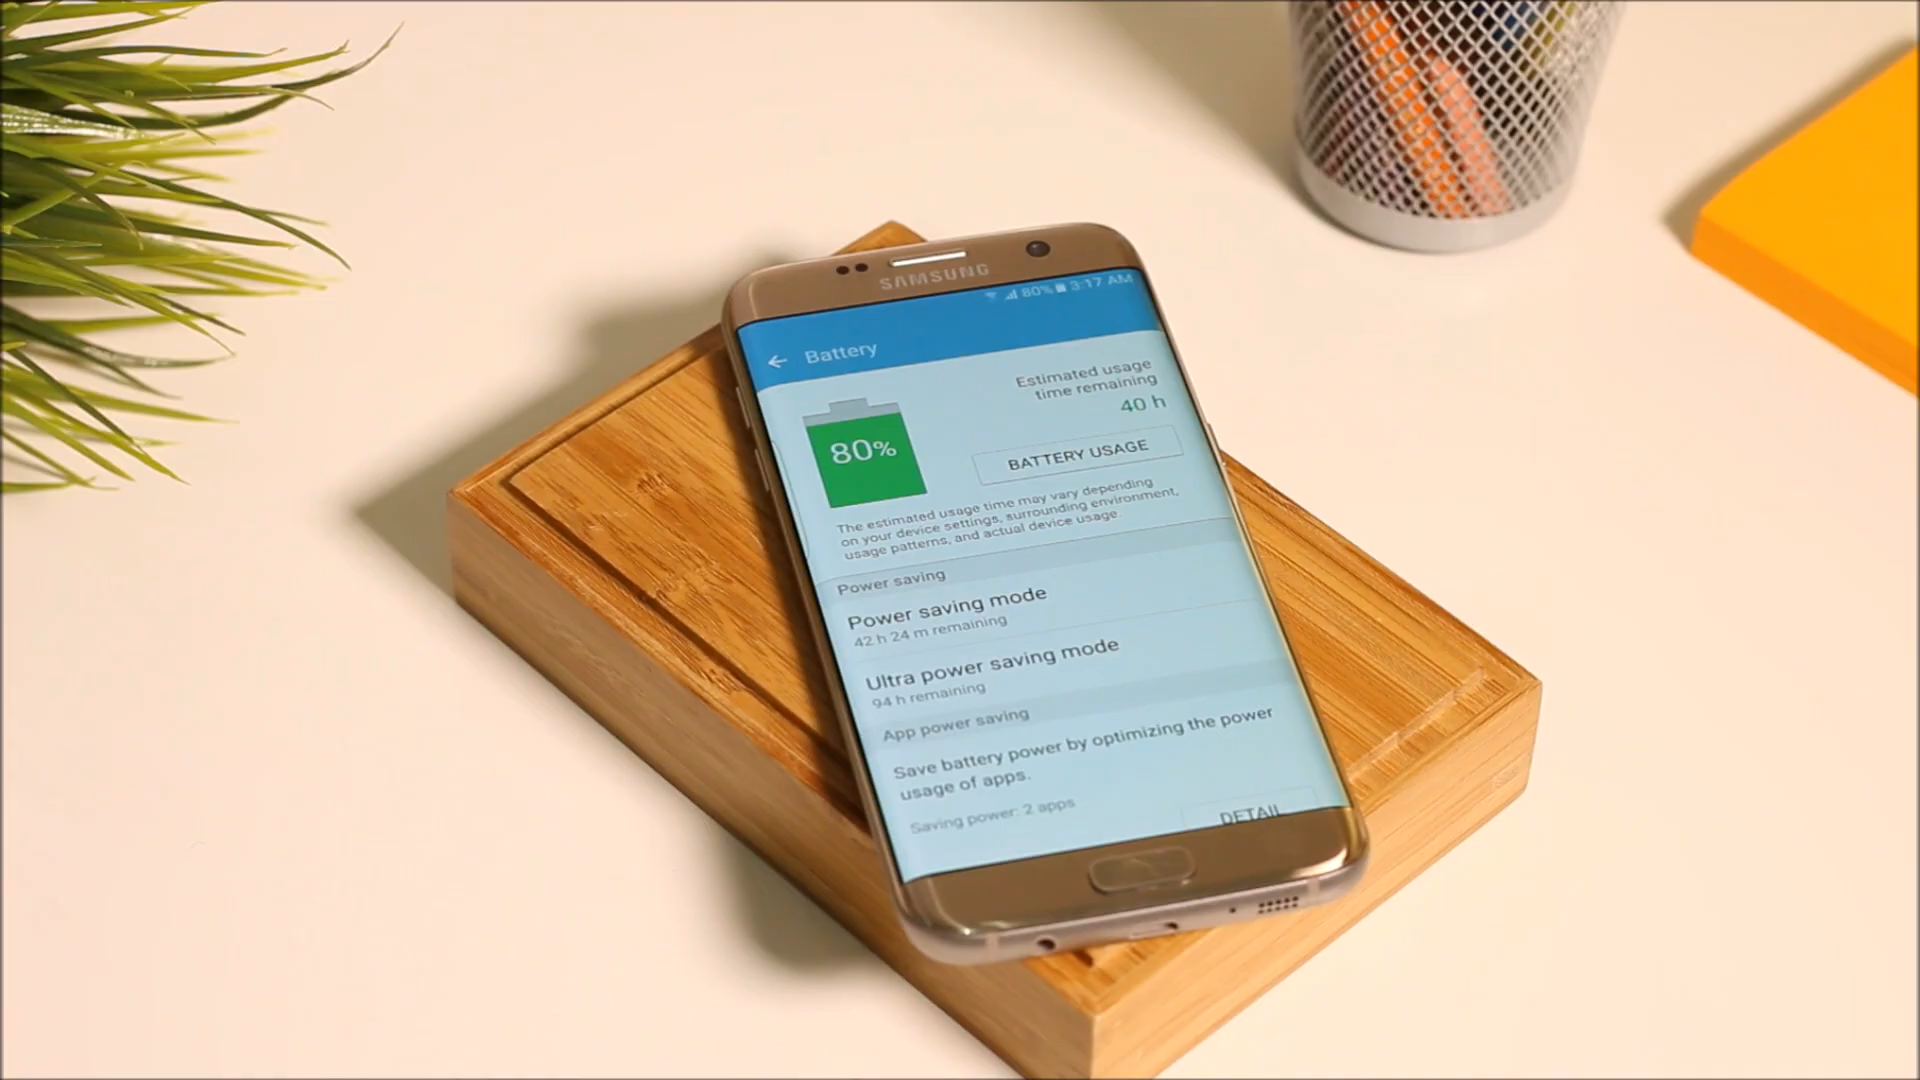 SAMSUNG
80% 3:17 AM
Battery
Estimated usage
time remaining
40 h
80%
BATTERY USAGE
The estimated usage time may vary depending
on your device settings, surrounding environment,
usage patterns, and actual device usage.
Power saving
Power saving mode
42 h 24 m remaining
Ultra power saving mode
94 h remaining
App power saving
Save battery power by optimizing the power
usage of apps.
Saving power: 2 apps
DETAIL